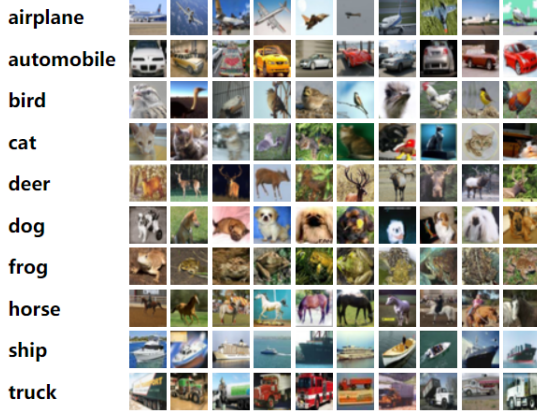 airplane
automobile
bird
cat
deer
dog
frog
horse
ship
truck